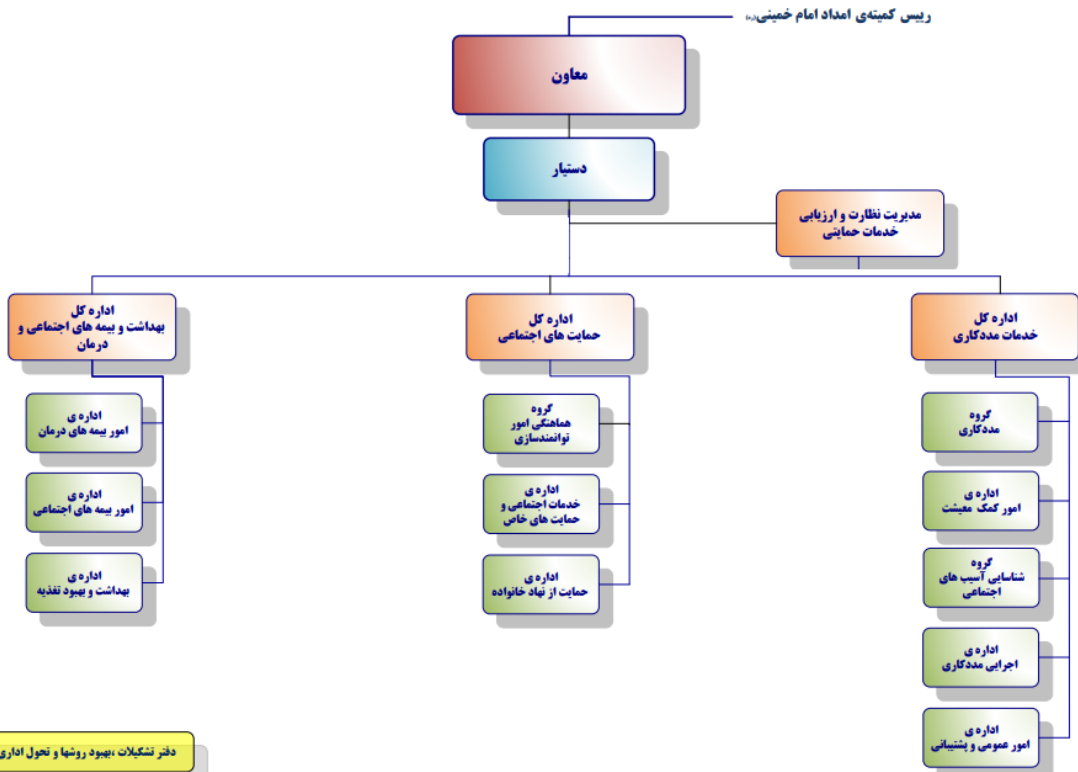 رییس کمیته‌ی امداد امام خمینی(ره)
معاون
دستیار
مدیریت نظارت و ارزیابی
خدمات حمایتی
اداره کل
خدمات مددکاری
گروه
مددکاری
اداره ی
امور کمک معیشت
گروه
شناسایی آسیب های
اجتماعی
اداره ی
اجرایی مددکاری
اداره ی
امور عمومی و پشتیبانی
اداره کل
حمایت های اجتماعی
گروه
هماهنگی امور
توانمندسازی
اداره ی
خدمات اجتماعی و
حمایت های خاص
اداره ی
حمایت از نهاد خانواده
اداره کل
بهداشت و بیمه های اجتماعی و
درمان
اداره ی
امور بیمه های درمان
اداره ی
امور بیمه های اجتماعی
اداره ی
بهداشت و بهبود تغذیه
دفتر تشکیلات ،بهبود روشها و تحول اداری